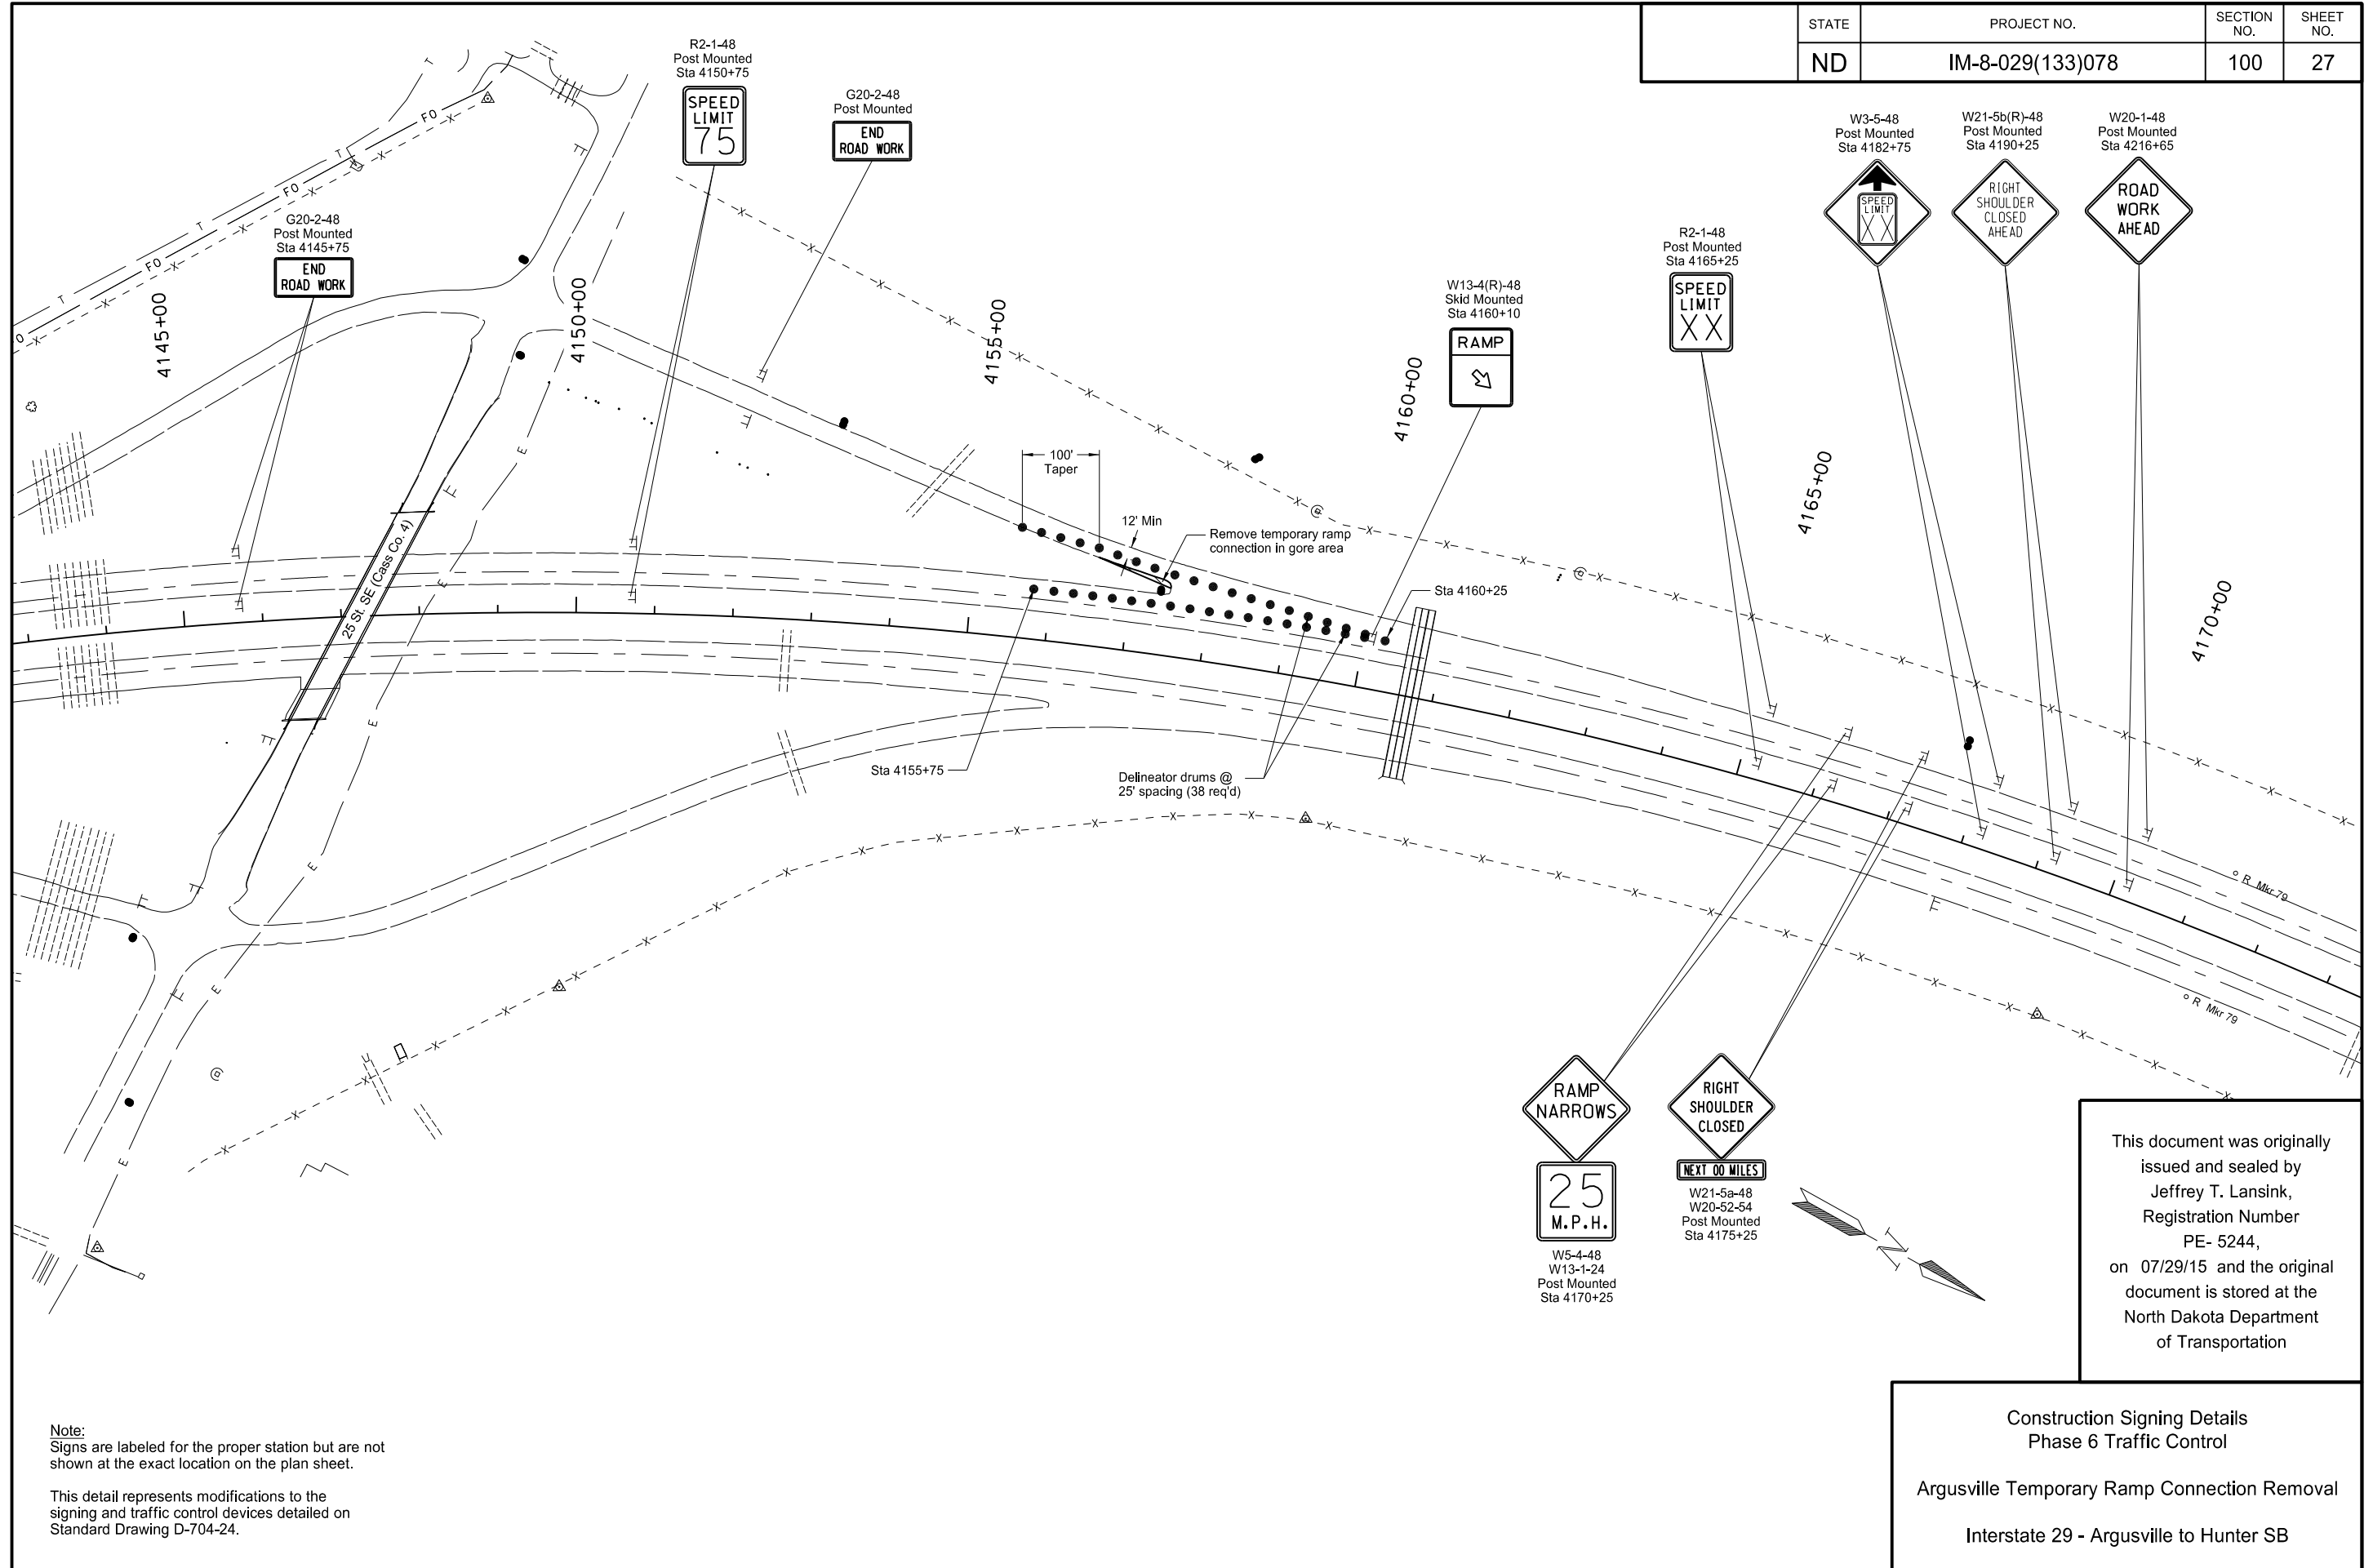 STATE
PROJECT NO.
SECTION
NO.
SHEET
NO.
ND
IM-8-029(133)078
100
27
R2-1-48
Post Mounted
Sta 4150+75
SPEED
LIMIT
75
G20-2-48
Post Mounted
END
ROAD WORK
G20-2-48
Post Mounted
Sta 4145+75
END
ROAD WORK
W3-5-48
Post Mounted
Sta 4182+75
SPEED
LIMIT
XX
W21-5b(R)-48
Post Mounted
Sta 4190+25
RIGHT
SHOULDER
CLOSED
AHEAD
W20-1-48
Post Mounted
Sta 4216+65
ROAD
WORK
AHEAD
R2-1-48
Post Mounted
Sta 4165+25
SPEED
LIMIT
XX
W13-4(R)-48
Skid Mounted
Sta 4160+10
RAMP
FO
FO
FO
4145+00
4150+00
4155+00
4160+00
4165+00
4170+00
100'
Taper
12' Min
Remove temporary ramp
connection in gore area
Sta 4160+25
25 St. SE (Cass Co. 4)
Sta 4155+75
Delineator drums @
25' spacing (38 req'd)
R Mkr 79
R Mkr 79
RAMP
NARROWS
25
M.P.H.
W5-4-48
W13-1-24
Post Mounted
Sta 4170+25
RIGHT
SHOULDER
CLOSED
NEXT 00 MILES
W21-5a-48
W20-52-54
Post Mounted
Sta 4175+25
N
This document was originally
issued and sealed by
Jeffrey T. Lansink,
Registration Number
PE- 5244,
on 07/29/15 and the original
document is stored at the
North Dakota Department
of Transportation
Note:
Signs are labeled for the proper station but are not
shown at the exact location on the plan sheet.
This detail represents modifications to the
signing and traffic control devices detailed on
Standard Drawing D-704-24.
Construction Signing Details
Phase 6 Traffic Control
Argusville Temporary Ramp Connection Removal
Interstate 29 - Argusville to Hunter SB